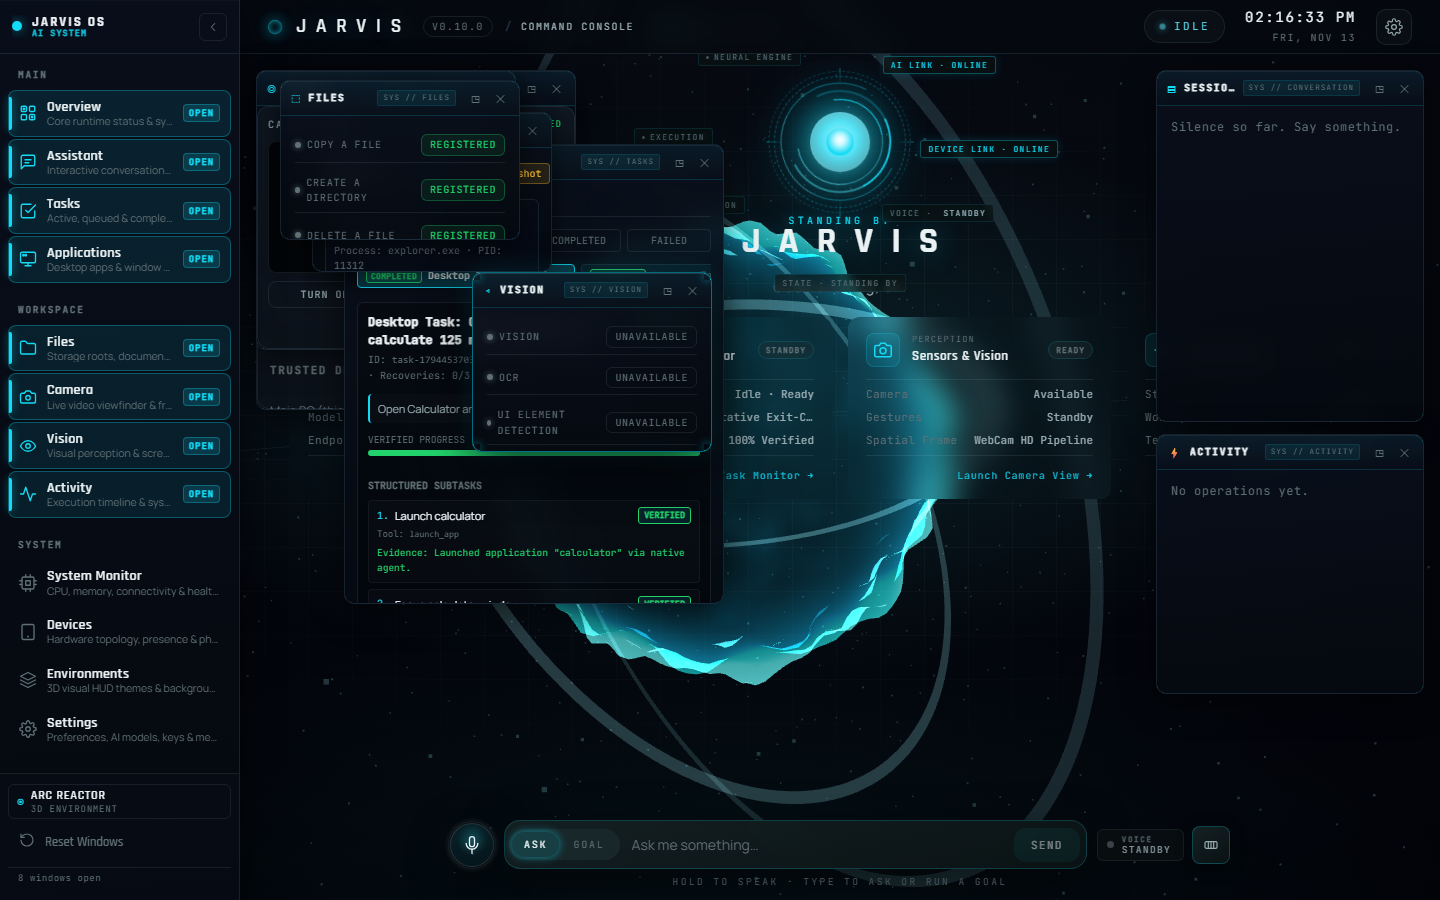 JARVIS OS
AI SYSTEM
MAIN
Overview
Core runtime status & sy...
OPEN
Assistant
Interactive conversation...
OPEN
Tasks
Active, queued & comple...
OPEN
Applications
Desktop apps & window ...
OPEN
WORKSPACE
Files
Storage roots, documen...
OPEN
Camera
Live video viewfinder & fr...
OPEN
Vision
Visual perception & scre...
OPEN
Activity
Execution timeline & sys...
OPEN
SYSTEM
System Monitor
CPU, memory, connectivity & healt...
Devices
Hardware topology, presence & ph...
Environments
3D visual HUD themes & backgrou...
Settings
Preferences, AI models, keys & me...
ARC REACTOR
3D ENVIRONMENT
Reset Windows
8 windows open
JARVIS
V0.10.0
/ COMMAND CONSOLE
IDLE
02:16:33 PM
FRI, NOV 13
NEURAL ENGINE
AI LINK · ONLINE
EXECUTION
DEVICE LINK · ONLINE
VOICE · STANDBY
STANDING B
JARVIS
STATE · STANDING BY
FILES
SYS // FILES
COPY A FILE
REGISTERED
CREATE A
DIRECTORY
REGISTERED
DELETE A FILE
REGISTERED
CA
ED
shot
Process: explorer.exe · PID:
11312
TURN O
TRUSTED D
Model
Endpo
SYS // TASKS
COMPLETED
FAILED
COMPLETED
Desktop
Desktop Task:
calculate 125
ID: task-179445370
· Recoveries: 0/3
Open Calculator a
VERIFIED PROGRESS
STRUCTURED SUBTASKS
1. Launch calculator
VERIFIED
Tool: launch_app
Evidence: Launched application "calculator" via native
agent.
VERIFIED
VISION
SYS // VISION
VISION
UNAVAILABLE
OCR
UNAVAILABLE
UI ELEMENT
DETECTION
UNAVAILABLE
or
STANDBY
Idle · Ready
tative Exit-C...
100% Verified
ask Monitor →
PERCEPTION
Sensors & Vision
READY
Camera
Available
Gestures
Standby
Spatial Frame
WebCam HD Pipeline
Launch Camera View →
St
Wo
Te
SESSIO...
SYS // CONVERSATION
Silence so far. Say something.
ACTIVITY
SYS // ACTIVITY
No operations yet.
ASK
GOAL
Ask me something...
SEND
VOICE
STANDBY
HOLD TO SPEAK · TYPE TO ASK OR RUN A GOAL